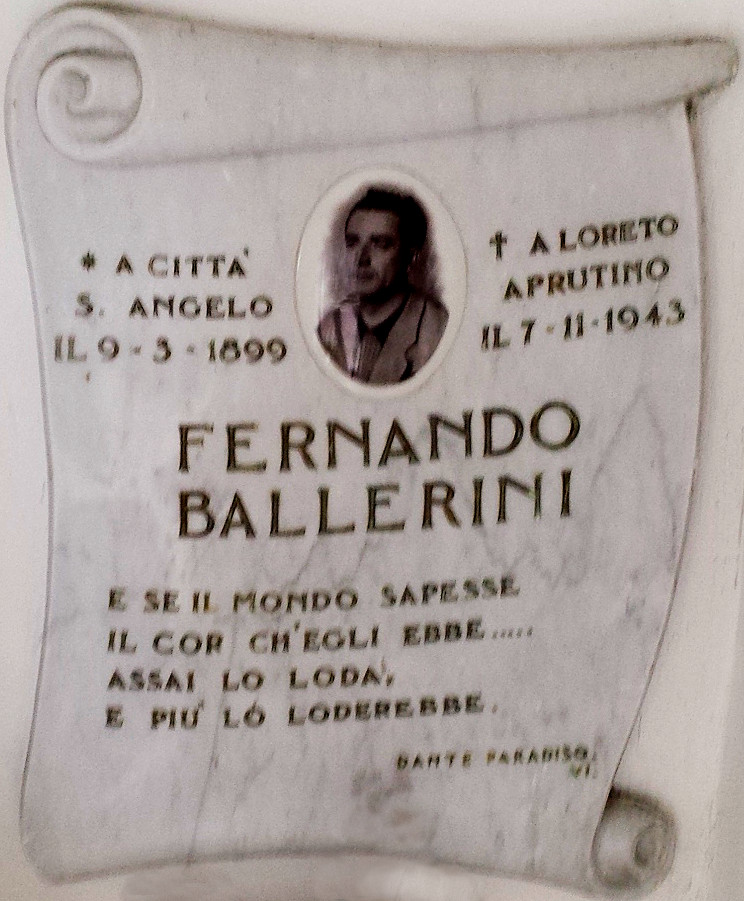 * A CITTA'
S. ANGELO
IL 9-3-1899
† A LORETO
APRUTINO
IL 7-11-1943
FERNANDO
BALLERINI
E SE IL MONDO SAPESSE
IL COR CH'EGLI EBBE.....
ASSAI LO LODA',
E PIU' LO LODEREBBE.
DANTE PARADISO.
VI.